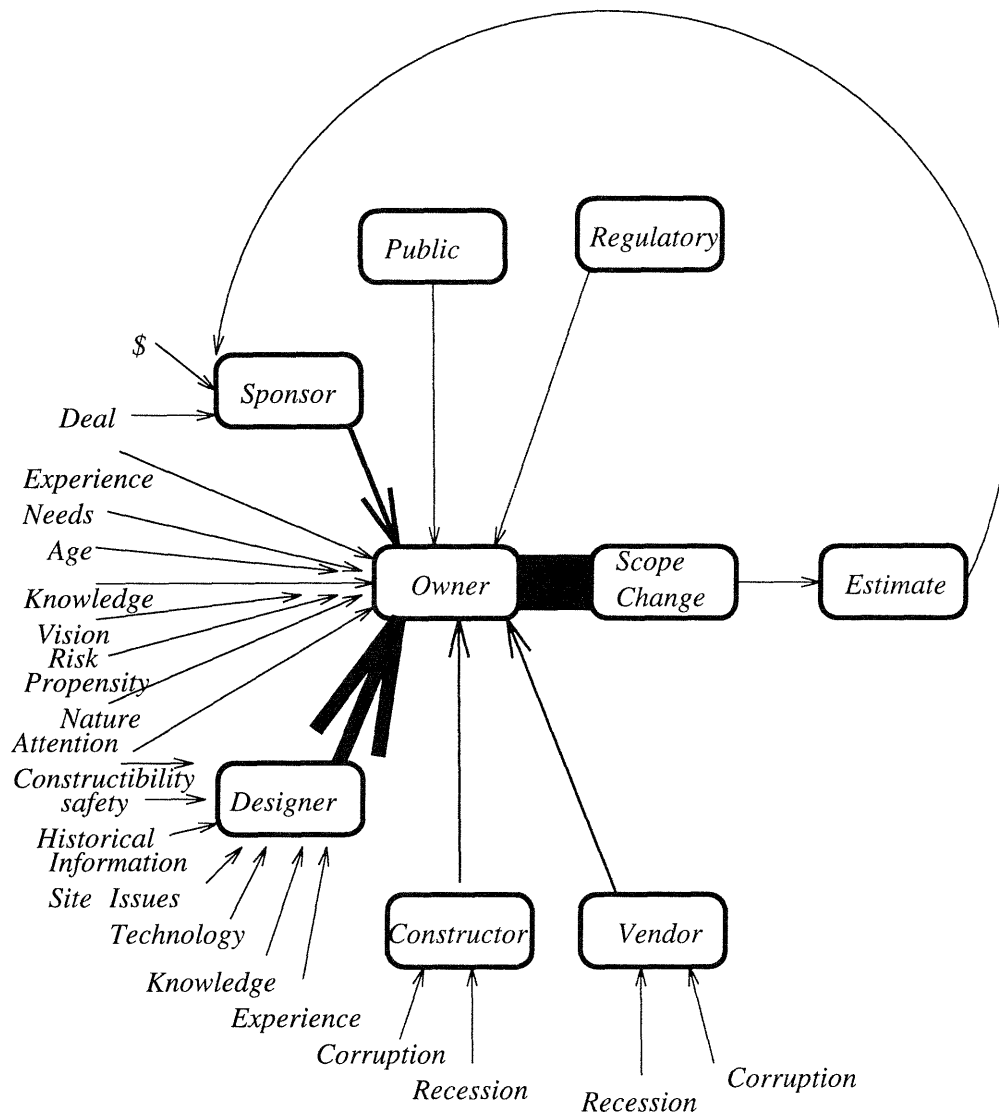 Public
Regulatory
$
Sponsor
Deal
Experience
Needs
Age
Owner
Scope
Change
Estimate
Knowledge
Vision
Risk
Propensity
Nature
Attention
Constructibility
safety
Designer
Historical
Information
Site Issues
Technology
Knowledge
Experience
Constructor
Vendor
Corruption
Recession
Recession
Corruption